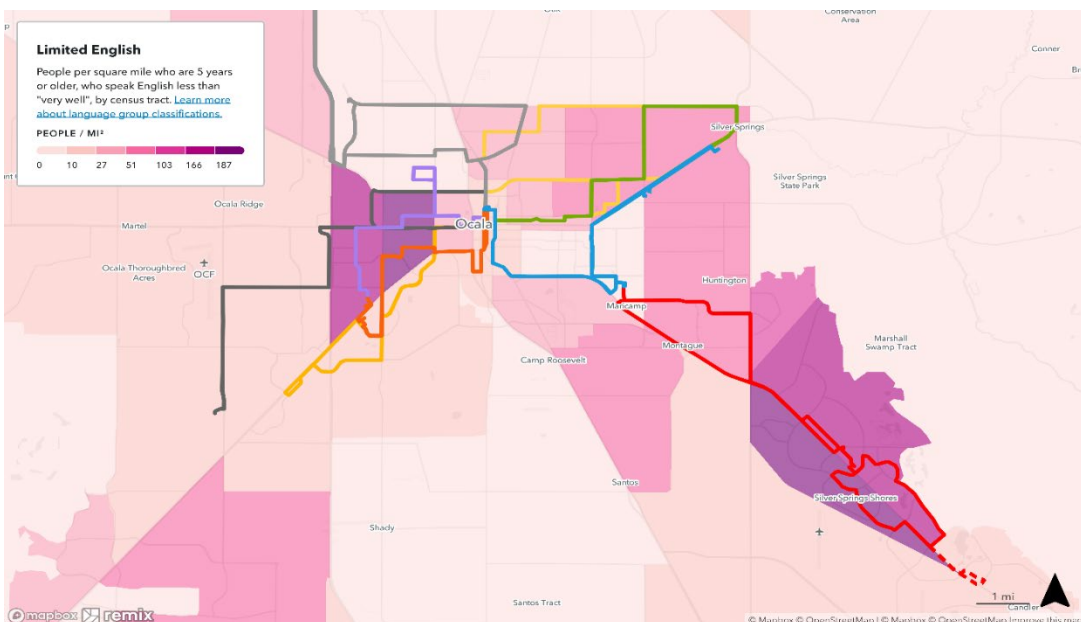 Limited English
People per square mile who are 5 years
or older, who speak English less than
"very well", by census tract. Learn more
about language group classifications.
PEOPLE / MI²
0 10 27 51 103 166 187
Conservation
Area
Conner
Silver Springs
Silver Springs
State Park
Ocala Ridge
Martel
Ocala
Ocala Thoroughbred
Acres
OCF
Huntington
Maricamp
Marshall
Swamp Tract
Montague
Camp Roosevelt
Santos
Silver Springs Shores
Shady
Santos Tract
1 mi
Candler
mapbox remix
© Mapbox © OpenStreetMap | © Mapbox © OpenStreetMap Improve this map